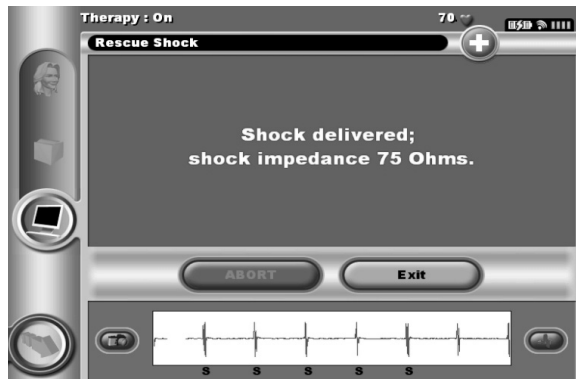 Therapy : On
70
Rescue Shock
Shock delivered;
shock impedance 75 Ohms.
ABORT
Exit
S S S S S